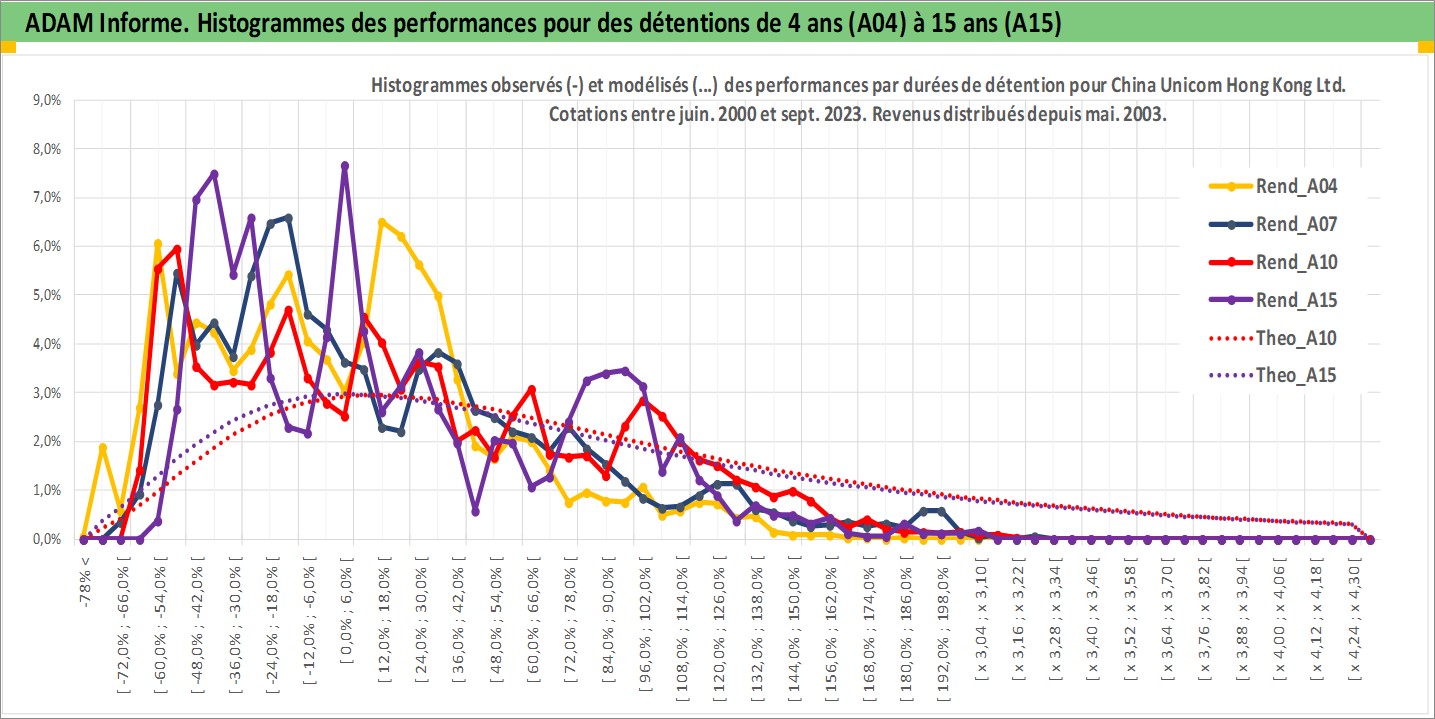 ADAM Informe. Histogrammes des performances pour des détentions de 4 ans (A04) à 15 ans (A15)
Histogrammes observés (-) et modélisés (...) des performances par durées de détention pour China Unicom Hong Kong Ltd.
Cotations entre juin. 2000 et sept. 2023. Revenus distribués depuis mai. 2003.
9,0%
8,0%
7,0%
6,0%
5,0%
4,0%
3,0%
2,0%
1,0%
0,0%
Rend_A04
Rend_A07
Rend_A10
Rend_A15
Theo_A10
Theo_A15
-78% <
[ -72,0% ; -66,0% [
[ -60,0% ; -54,0% [
[ -48,0% ; -42,0% [
[ -36,0% ; -30,0% [
[ -24,0% ; -18,0% [
[ -12,0% ; -6,0% [
[ 0,0% ; 6,0% [
[ 12,0% ; 18,0% [
[ 24,0% ; 30,0% [
[ 36,0% ; 42,0% [
[ 48,0% ; 54,0% [
[ 60,0% ; 66,0% [
[ 72,0% ; 78,0% [
[ 84,0% ; 90,0% [
[ 96,0% ; 102,0% [
[ 108,0% ; 114,0% [
[ 120,0% ; 126,0% [
[ 132,0% ; 138,0% [
[ 144,0% ; 150,0% [
[ 156,0% ; 162,0% [
[ 168,0% ; 174,0% [
[ 180,0% ; 186,0% [
[ 192,0% ; 198,0% [
[ x 3,04 ; x 3,10 [
[ x 3,16 ; x 3,22 [
[ x 3,28 ; x 3,34 [
[ x 3,40 ; x 3,46 [
[ x 3,52 ; x 3,58 [
[ x 3,64 ; x 3,70 [
[ x 3,76 ; x 3,82 [
[ x 3,88 ; x 3,94 [
[ x 4,00 ; x 4,06 [
[ x 4,12 ; x 4,18 [
[ x 4,24 ; x 4,30 [